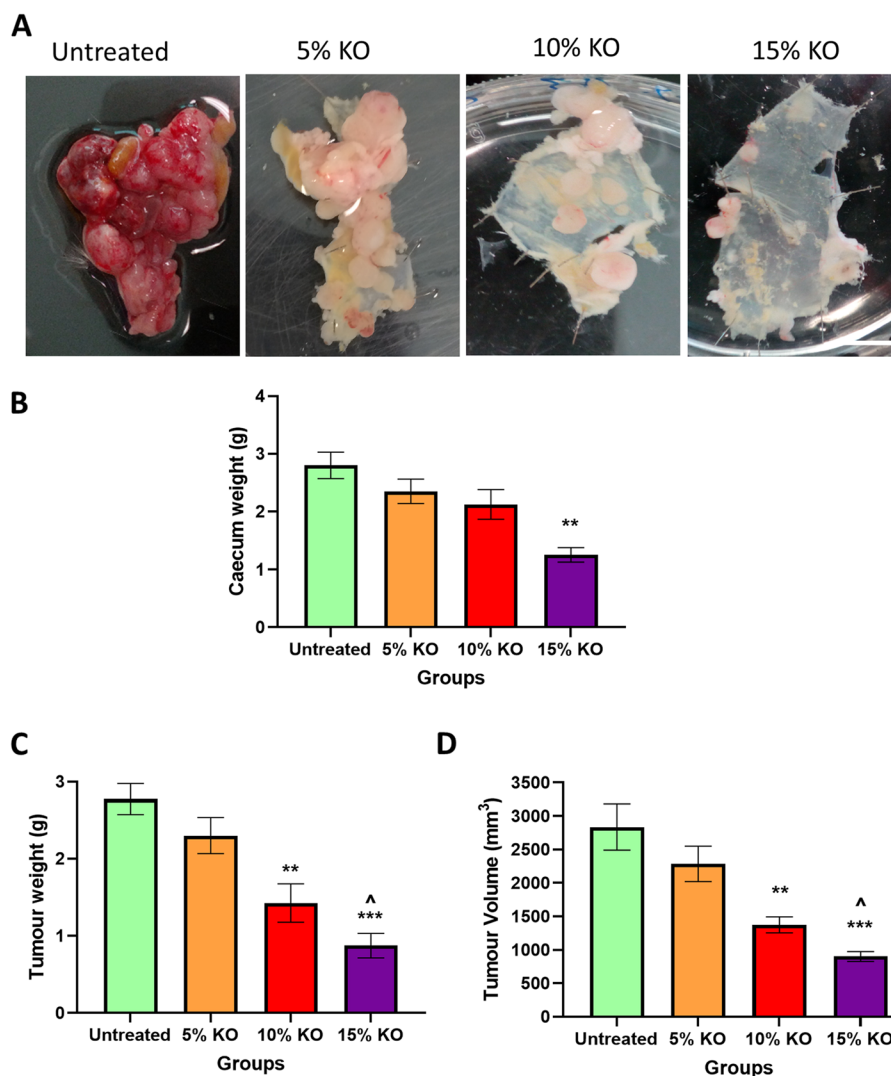 A
Untreated
5% KO
10% KO
15% KO
B
Caecum weight (g)
4
3
2
1
0
**
Untreated
5% KO
10% KO
15% KO
Groups
C
Tumour weight (g)
3
2
1
0
**
^
***
Untreated
5% KO
10% KO
15% KO
Groups
D
Tumour Volume (mm³)
3500
3000
2500
2000
1500
1000
500
0
**
^
***
Untreated
5% KO
10% KO
15% KO
Groups